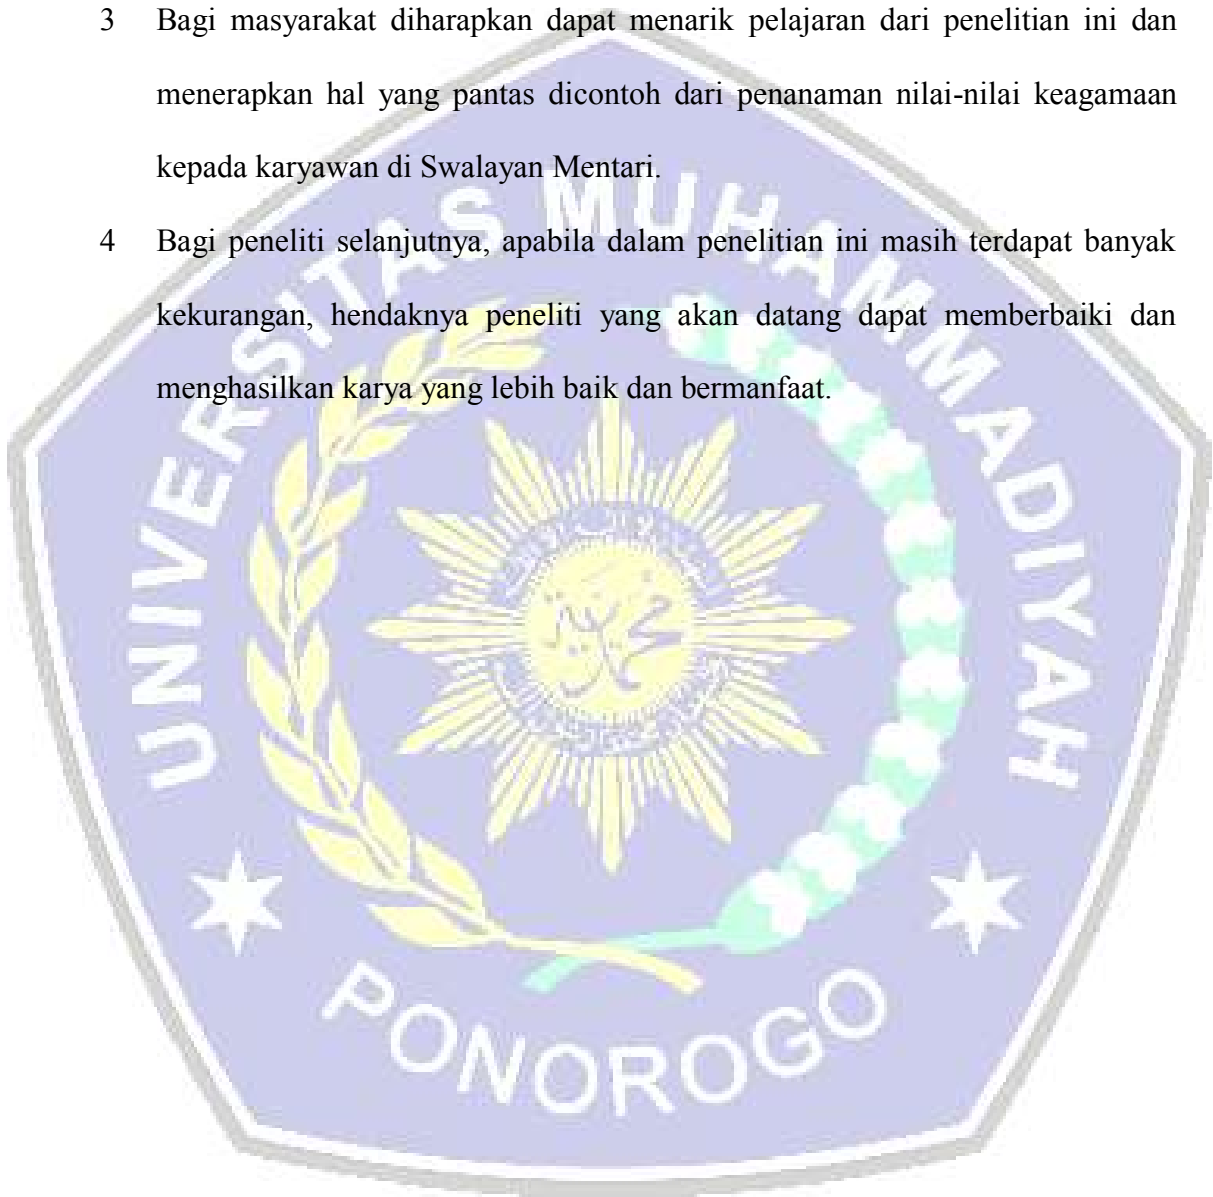 3 Bagi masyarakat diharapkan dapat menarik pelajaran dari penelitian ini dan
menerapkan hal yang pantas dicontoh dari penanaman nilai-nilai keagamaan
kepada karyawan di Swalayan Mentari.
4 Bagi peneliti selanjutnya, apabila dalam penelitian ini masih terdapat banyak
kekurangan, hendaknya peneliti yang akan datang dapat memberbaiki dan
menghasilkan karya yang lebih baik dan bermanfaat.
UNIVERSITAS MUHAMMADIYAH
PONOROGO